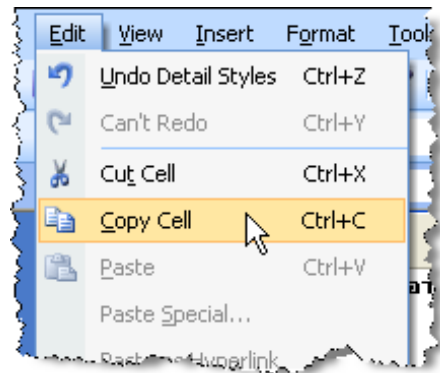 Edit View Insert Format Tools
Undo Detail Styles Ctrl+Z
Can't Redo Ctrl+Y
Cut Cell Ctrl+X
Copy Cell Ctrl+C
Paste Ctrl+V
Paste Special...
Hyperlink